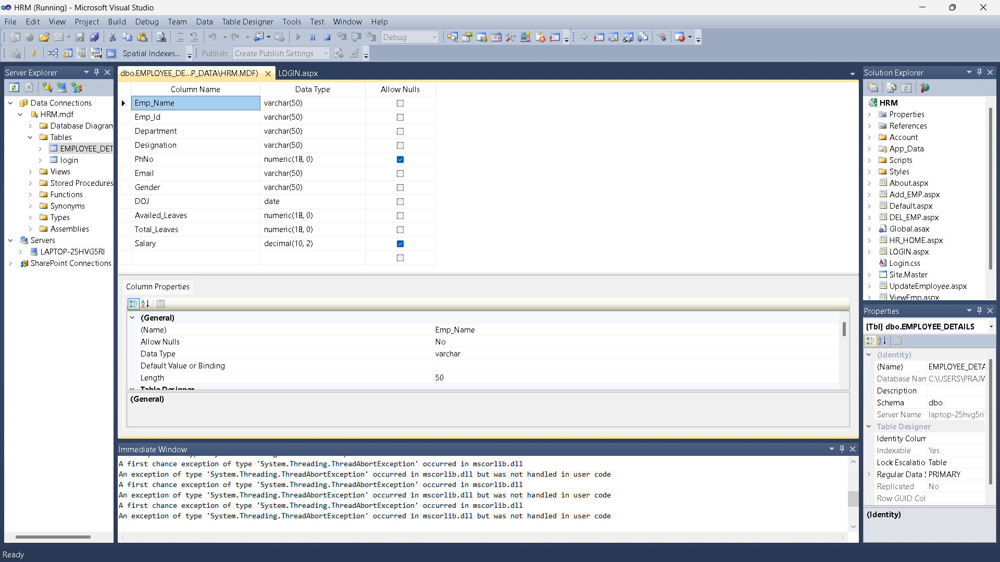 HRM (Running) - Microsoft Visual Studio
File Edit View Project Build Debug Team Data Table Designer Tools Test Window Help
Debug
Spatial Indexes... Publish: Create Publish Settings
Server Explorer
Data Connections
HRM.mdf
Database Diagram
Tables
EMPLOYEE_DET
login
Views
Stored Procedures
Functions
Synonyms
Types
Assemblies
Servers
LAPTOP-25HVG5RI
SharePoint Connections
dbo.EMPLOYEE_DE...P_DATA\HRM.MDF) LOGIN.aspx
Column Name Data Type Allow Nulls
Emp_Name varchar(50)
Emp_Id varchar(50)
Department varchar(50)
Designation varchar(50)
PhNo numeric(18, 0)
Email varchar(50)
Gender varchar(50)
DOJ date
Availed_Leaves numeric(18, 0)
Total_Leaves numeric(18, 0)
Salary decimal(10, 2)
Column Properties
(General)
(Name) Emp_Name
Allow Nulls No
Data Type varchar
Default Value or Binding
Length 50
Table Designer
(General)
Immediate Window
A first chance exception of type 'System.Threading.ThreadAbortException' occurred in mscorlib.dll
An exception of type 'System.Threading.ThreadAbortException' occurred in mscorlib.dll but was not handled in user code
A first chance exception of type 'System.Threading.ThreadAbortException' occurred in mscorlib.dll
An exception of type 'System.Threading.ThreadAbortException' occurred in mscorlib.dll but was not handled in user code
A first chance exception of type 'System.Threading.ThreadAbortException' occurred in mscorlib.dll
An exception of type 'System.Threading.ThreadAbortException' occurred in mscorlib.dll but was not handled in user code
Solution Explorer
HRM
Properties
References
Account
App_Data
Scripts
Styles
About.aspx
Add_EMP.aspx
Default.aspx
DEL_EMP.aspx
Global.asax
HR_HOME.aspx
LOGIN.aspx
Login.css
Site.Master
UpdateEmployee.aspx
ViewEmp.aspx
Properties
[Tbl] dbo.EMPLOYEE_DETAILS
(Identity)
(Name) EMPLOYEE_DETA
Database Nam C:\USERS\PRAJW
Description
Schema dbo
Server Name laptop-25hvg5ri
Table Designer
Identity Colum
Indexable Yes
Lock Escalatio Table
Regular Data S PRIMARY
Replicated No
Row GUID Col
(Identity)
Ready